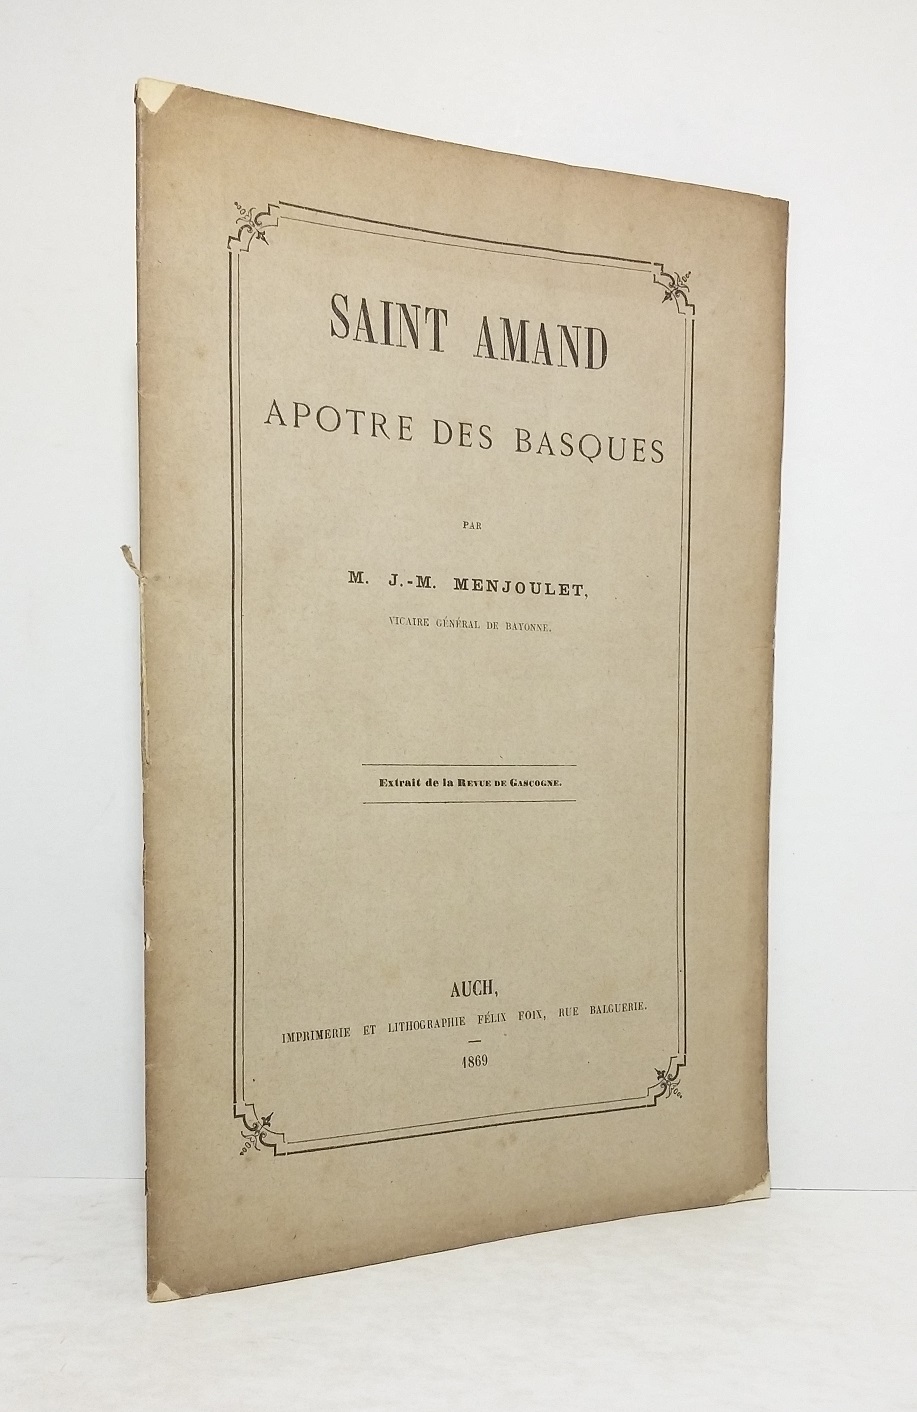 SAINT AMAND
APOTRE DES BASQUES
PAR
M. J.-M. MENJOULET,
VICAIRE GÉNÉRAL DE BAYONNE.
Extrait de la REVUE DE GASCOGNE.
AUCH,
IMPRIMERIE ET LITHOGRAPHIE FÉLIX FOIX, RUE BALGUERIE.
1869